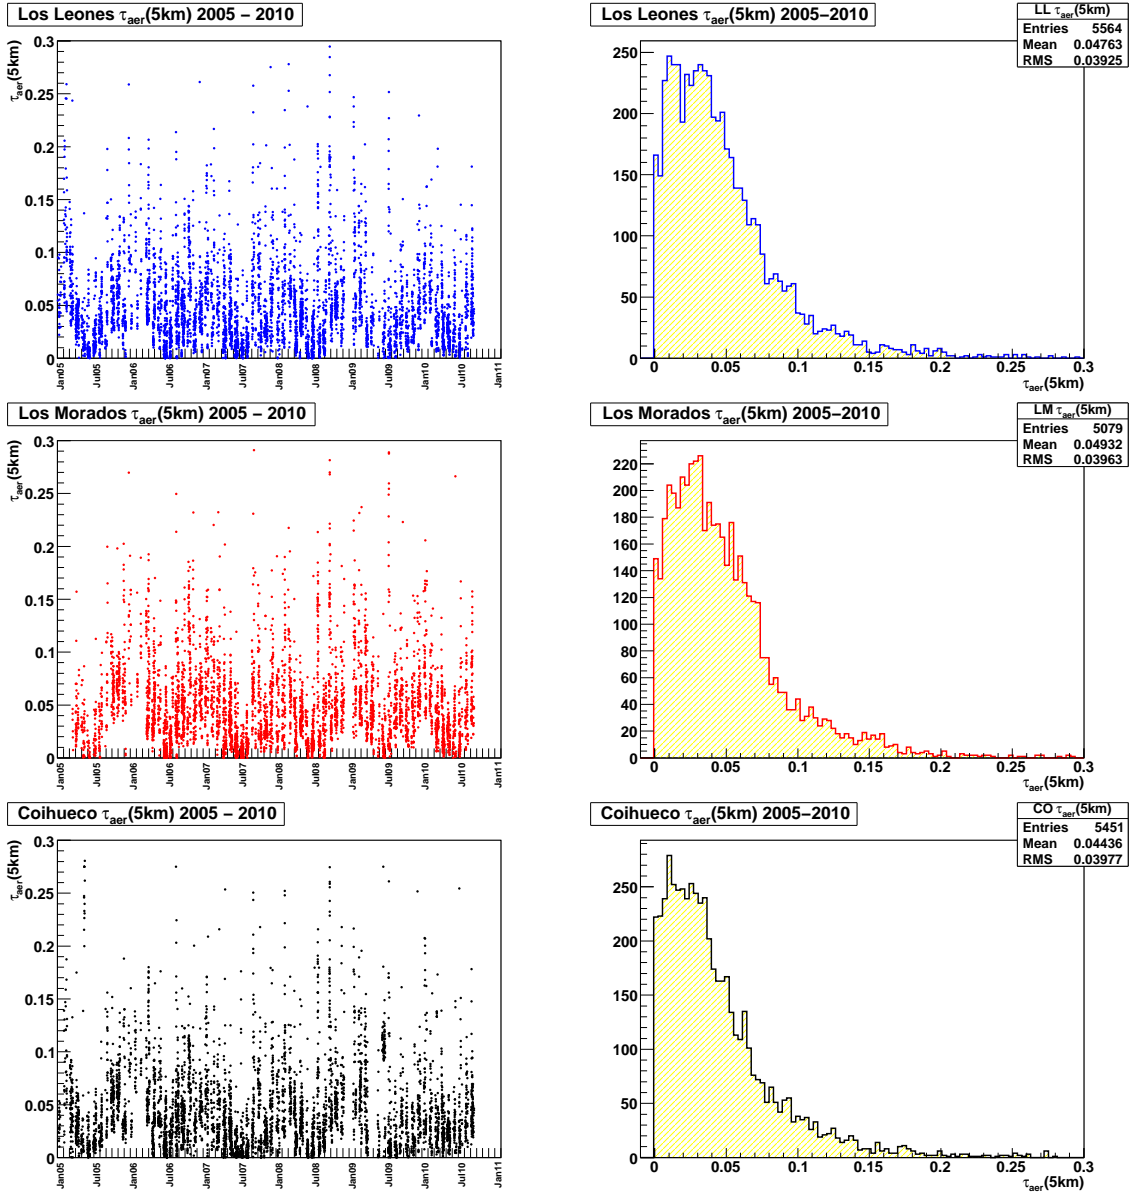 Los Leones τaer(5km) 2005 – 2010
τaer(5km)
0.3
0.25
0.2
0.15
0.1
0.05
0
Jan05
Jul05
Jan06
Jul06
Jan07
Jul07
Jan08
Jul08
Jan09
Jul09
Jan10
Jul10
Jan11
Los Leones τaer(5km) 2005–2010
LL τaer(5km)
Entries 5564
Mean 0.04763
RMS 0.03925
250
200
150
100
50
0
0 0.05 0.1 0.15 0.2 0.25 0.3
τaer(5km)
Los Morados τaer(5km) 2005 – 2010
τaer(5km)
0.3
0.25
0.2
0.15
0.1
0.05
0
Jan05
Jul05
Jan06
Jul06
Jan07
Jul07
Jan08
Jul08
Jan09
Jul09
Jan10
Jul10
Jan11
Los Morados τaer(5km) 2005–2010
LM τaer(5km)
Entries 5079
Mean 0.04932
RMS 0.03963
220
200
180
160
140
120
100
80
60
40
20
0
0 0.05 0.1 0.15 0.2 0.25 0.3
τaer(5km)
Coihueco τaer(5km) 2005 – 2010
τaer(5km)
0.3
0.25
0.2
0.15
0.1
0.05
0
Jan05
Jul05
Jan06
Jul06
Jan07
Jul07
Jan08
Jul08
Jan09
Jul09
Jan10
Jul10
Jan11
Coihueco τaer(5km) 2005–2010
CO τaer(5km)
Entries 5451
Mean 0.04436
RMS 0.03977
250
200
150
100
50
0
0 0.05 0.1 0.15 0.2 0.25 0.3
τaer(5km)